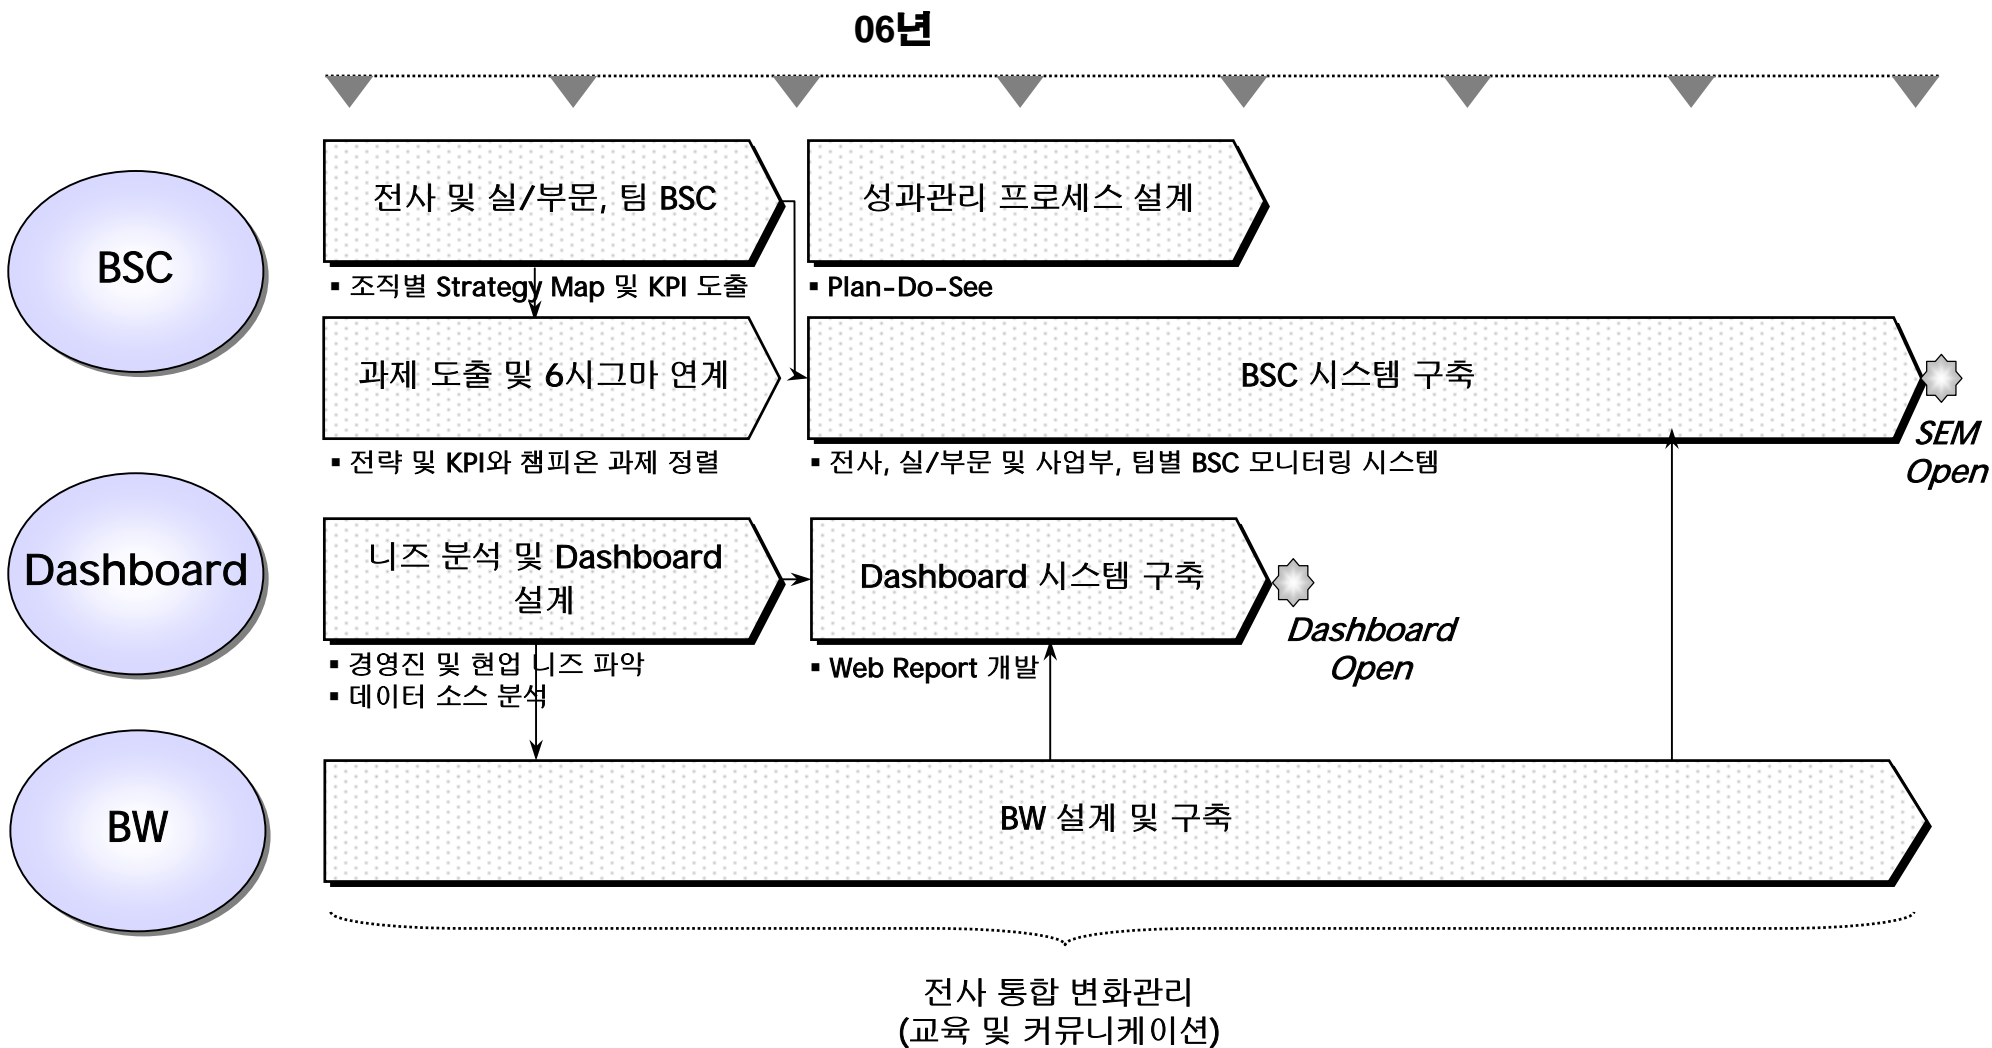 06년
BSC
전사 및 실/부문, 팀 BSC
▪ 조직별 Strategy Map 및 KPI 도출
성과관리 프로세스 설계
▪ Plan-Do-See
과제 도출 및 6시그마 연계
▪ 전략 및 KPI와 챔피온 과제 정렬
BSC 시스템 구축
▪ 전사, 실/부문 및 사업부, 팀별 BSC 모니터링 시스템
SEM
Open
Dashboard
니즈 분석 및 Dashboard
설계
▪ 경영진 및 현업 니즈 파악
▪ 데이터 소스 분석
Dashboard 시스템 구축
▪ Web Report 개발
Dashboard
Open
BW
BW 설계 및 구축
전사 통합 변화관리
(교육 및 커뮤니케이션)